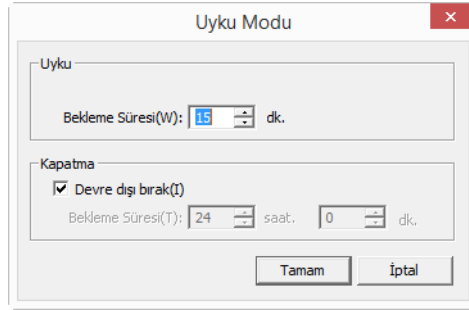 Uyku Modu
Uyku
Bekleme Süresi(W): 15 dk.
Kapatma
Devre dışı bırak(I)
Bekleme Süresi(T): 24 saat. 0 dk.
Tamam İptal